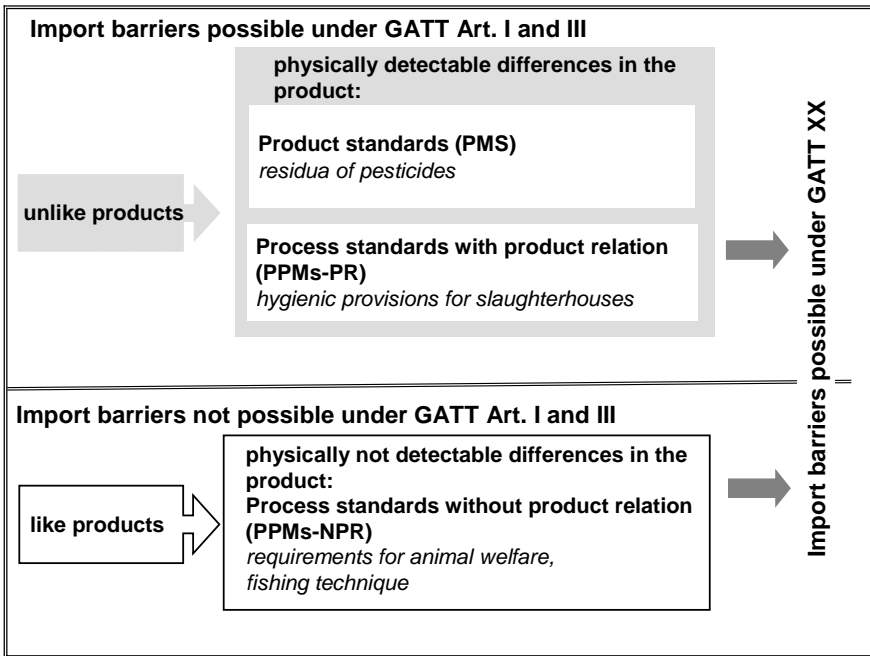 Import barriers possible under GATT Art. I and III
physically detectable differences in the
product:
Product standards (PMS)
residua of pesticides
unlike products
Process standards with product relation
(PPMs-PR)
hygienic provisions for slaughterhouses
Import barriers possible under GATT XX
Import barriers not possible under GATT Art. I and III
physically not detectable differences in the
product:
Process standards without product relation
(PPMs-NPR)
requirements for animal welfare,
fishing technique
like products